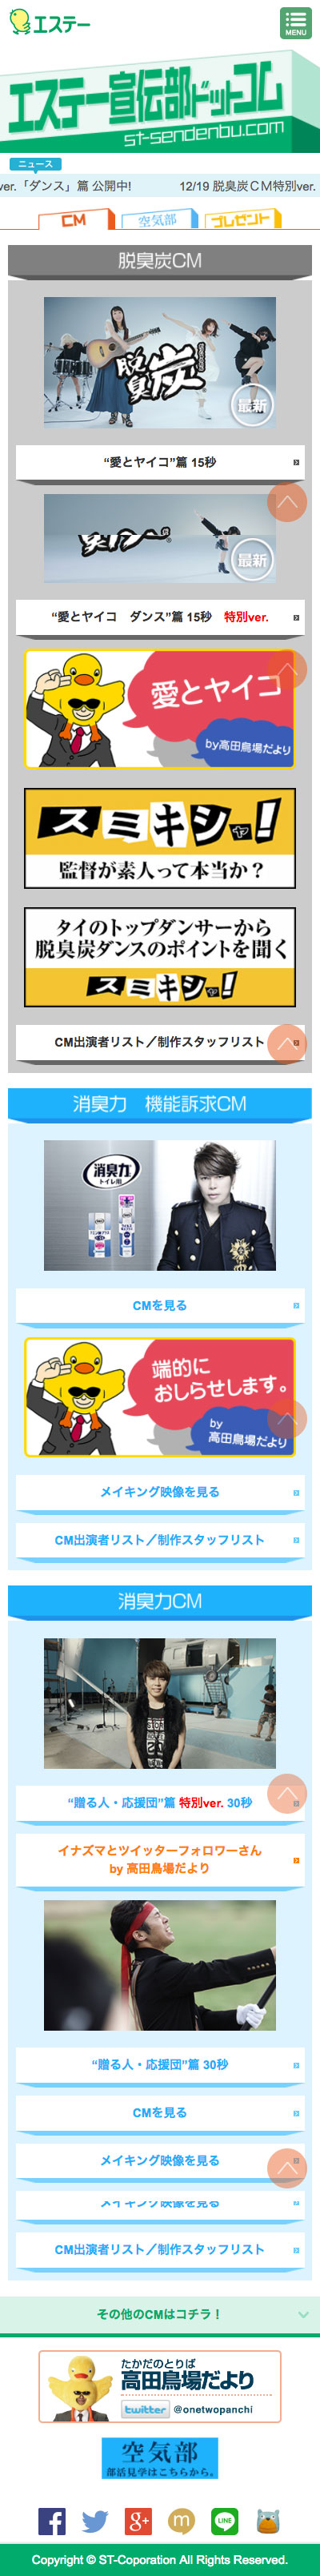 エステー
MENU
エステー宣伝部ドットコム
st-sendenbu.com
ニュース
ver.「ダンス」篇 公開中!
12/19 脱臭炭CM特別ver.
CM
空気部
プレゼント
脱臭炭CM
脱臭炭
最新
“愛とヤイコ”篇 15秒
最新
“愛とヤイコ　ダンス”篇 15秒　特別ver.
愛とヤイコ
by高田鳥場だより
スミキシャー!
監督が素人って本当か？
タイのトップダンサーから
脱臭炭ダンスのポイントを聞く
スミキシャー!
CM出演者リスト／制作スタッフリスト
消臭力　機能訴求CM
消臭力
トイレ用
CMを見る
端的に
おしらせします。
by
高田鳥場だより
メイキング映像を見る
CM出演者リスト／制作スタッフリスト
消臭力CM
“贈る人・応援団”篇 特別ver. 30秒
イナズマとツイッターフォロワーさん
by 高田鳥場だより
“贈る人・応援団”篇 30秒
CMを見る
メイキング映像を見る
メイキング映像を見る
CM出演者リスト／制作スタッフリスト
その他のCMはコチラ！
たかだのとりば
高田鳥場だより
twitter @onetwopanchi
空気部
部活見学はこちらから。
f
g+
m
LINE
Copyright © ST-Coporation All Rights Reserved.